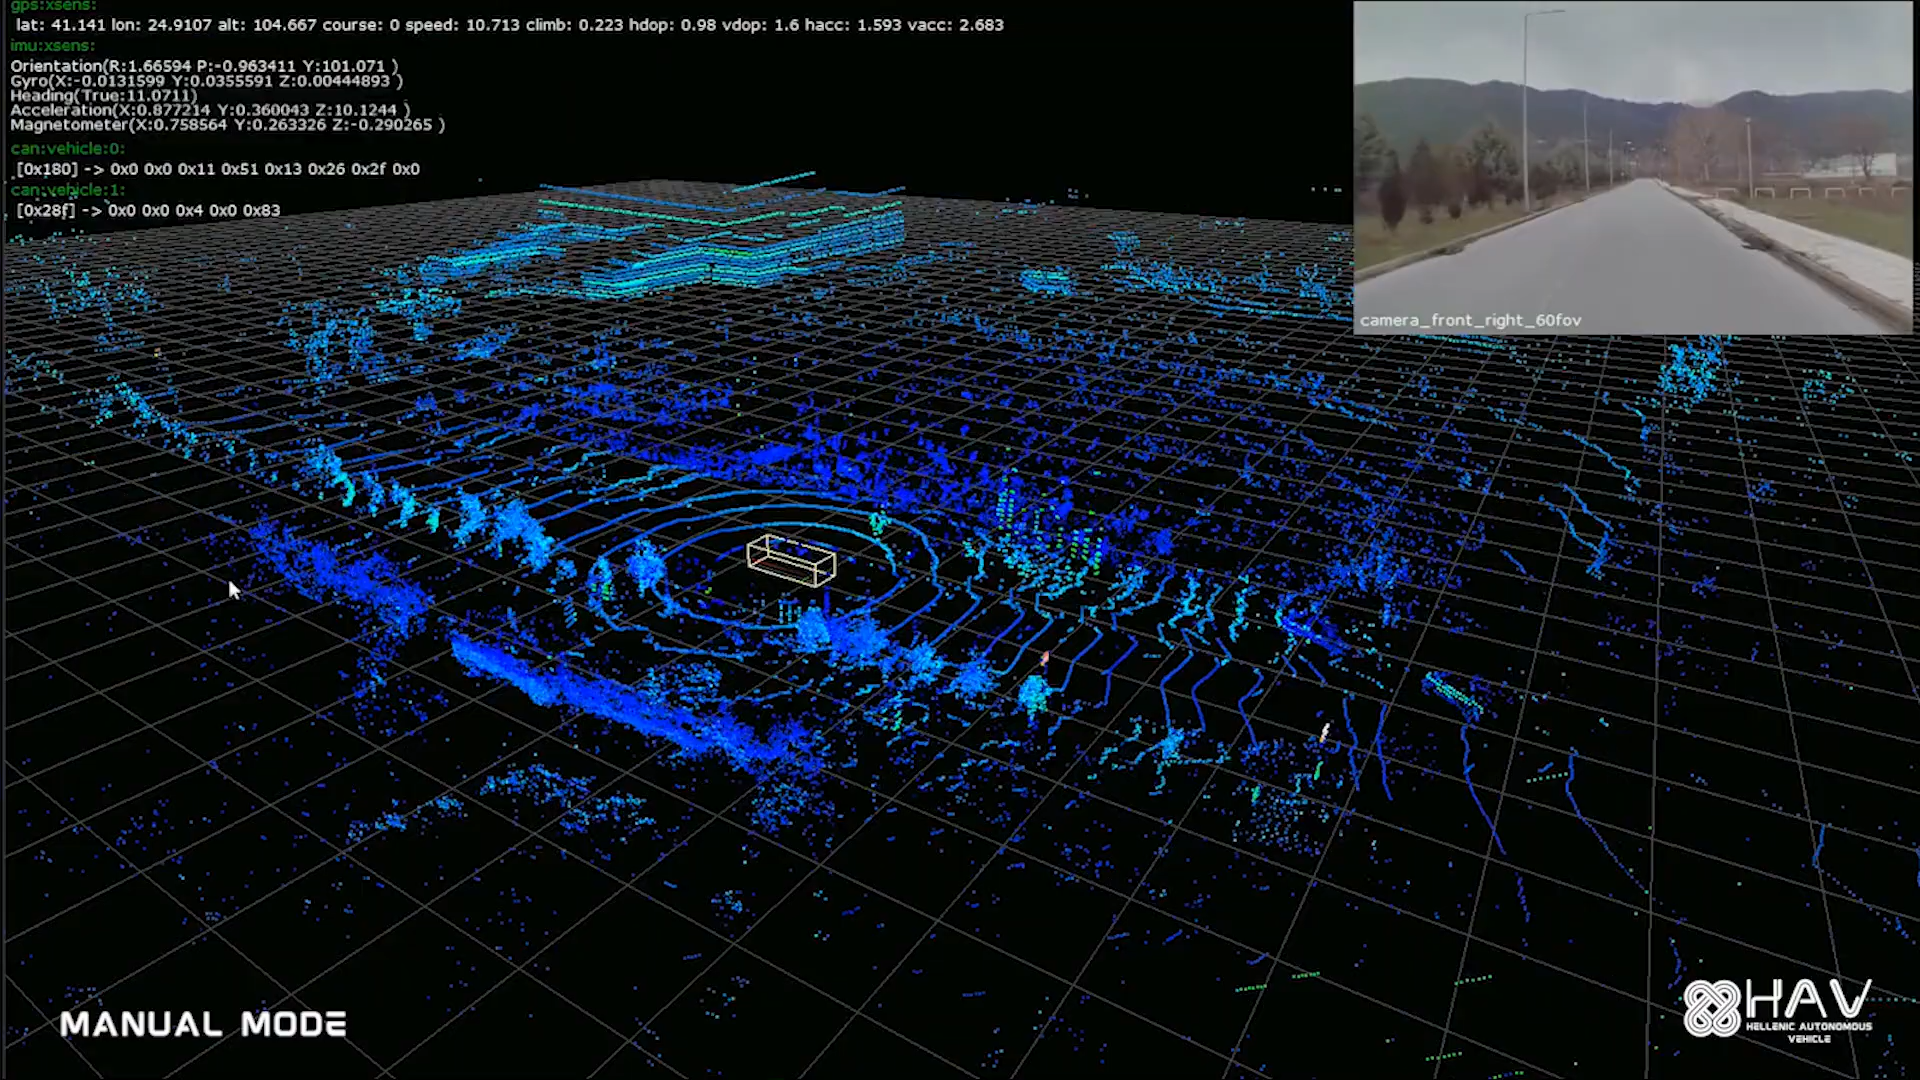 gps:xsens:
lat: 41.141 lon: 24.9107 alt: 104.667 course: 0 speed: 10.713 climb: 0.223 hdop: 0.98 vdop: 1.6 hacc: 1.593 vacc: 2.683
imu:xsens:
Orientation(R:1.66594 P:-0.963411 Y:101.071 )
Gyro(X:-0.0131599 Y:0.0355591 Z:0.00444893 )
Heading(True:11.0711)
Acceleration(X:0.877214 Y:0.360043 Z:10.1244 )
Magnetometer(X:0.758564 Y:0.263326 Z:-0.290265 )
can:vehicle:0:
[0x180] -> 0x0 0x0 0x11 0x51 0x13 0x26 0x2f 0x0
can:vehicle:1:
[0x28f] -> 0x0 0x0 0x4 0x0 0x83
camera_front_right_60fov
MANUAL MODE
HAV
HELLENIC AUTONOMOUS
VEHICLE